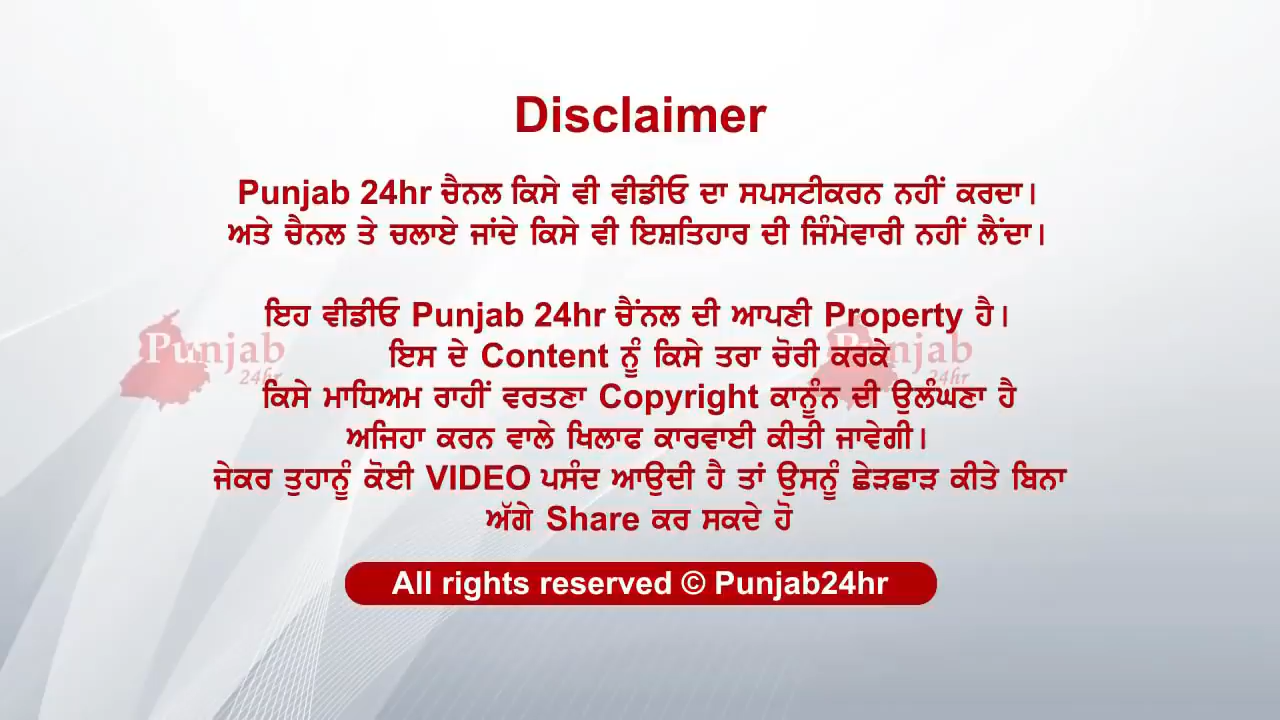 Disclaimer
Punjab 24hr ਚੈਨਲ ਕਿਸੇ ਵੀ ਵੀਡੀਓ ਦਾ ਸਪਸਟੀਕਰਨ ਨਹੀਂ ਕਰਦਾ।
ਅਤੇ ਚੈਨਲ ਤੇ ਚਲਾਏ ਜਾਂਦੇ ਕਿਸੇ ਵੀ ਇਸ਼ਤਿਹਾਰ ਦੀ ਜਿੰਮੇਵਾਰੀ ਨਹੀਂ ਲੈਂਦਾ।
ਇਹ ਵੀਡੀਓ Punjab 24hr ਚੈਂਨਲ ਦੀ ਆਪਣੀ Property ਹੈ।
ਇਸ ਦੇ Content ਨੂੰ ਕਿਸੇ ਤਰਾ ਚੋਰੀ ਕਰਕੇ
ਕਿਸੇ ਮਾਧਿਅਮ ਰਾਹੀਂ ਵਰਤਣਾ Copyright ਕਾਨੂੰਨ ਦੀ ਉਲੰਘਣਾ ਹੈ
ਅਜਿਹਾ ਕਰਨ ਵਾਲੇ ਖਿਲਾਫ ਕਾਰਵਾਈ ਕੀਤੀ ਜਾਵੇਗੀ।
ਜੇਕਰ ਤੁਹਾਨੂੰ ਕੋਈ VIDEO ਪਸੰਦ ਆਉਦੀ ਹੈ ਤਾਂ ਉਸਨੂੰ ਛੇੜਛਾੜ ਕੀਤੇ ਬਿਨਾ
ਅੱਗੇ Share ਕਰ ਸਕਦੇ ਹੋ
All rights reserved © Punjab24hr
Punjab
24hr
Punjab
24hr